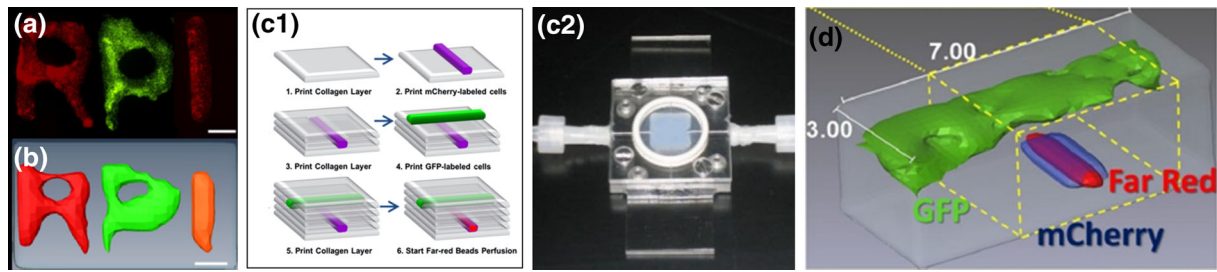 (a)
R P I
(b)
R P I
(c1)
1. Print Collagen Layer
2. Print mCherry-labeled cells
3. Print Collagen Layer
4. Print GFP-labeled cells
5. Print Collagen Layer
6. Start Far-red Beads Perfusion
(c2)
(d)
7.00
3.00
Far Red
GFP
mCherry